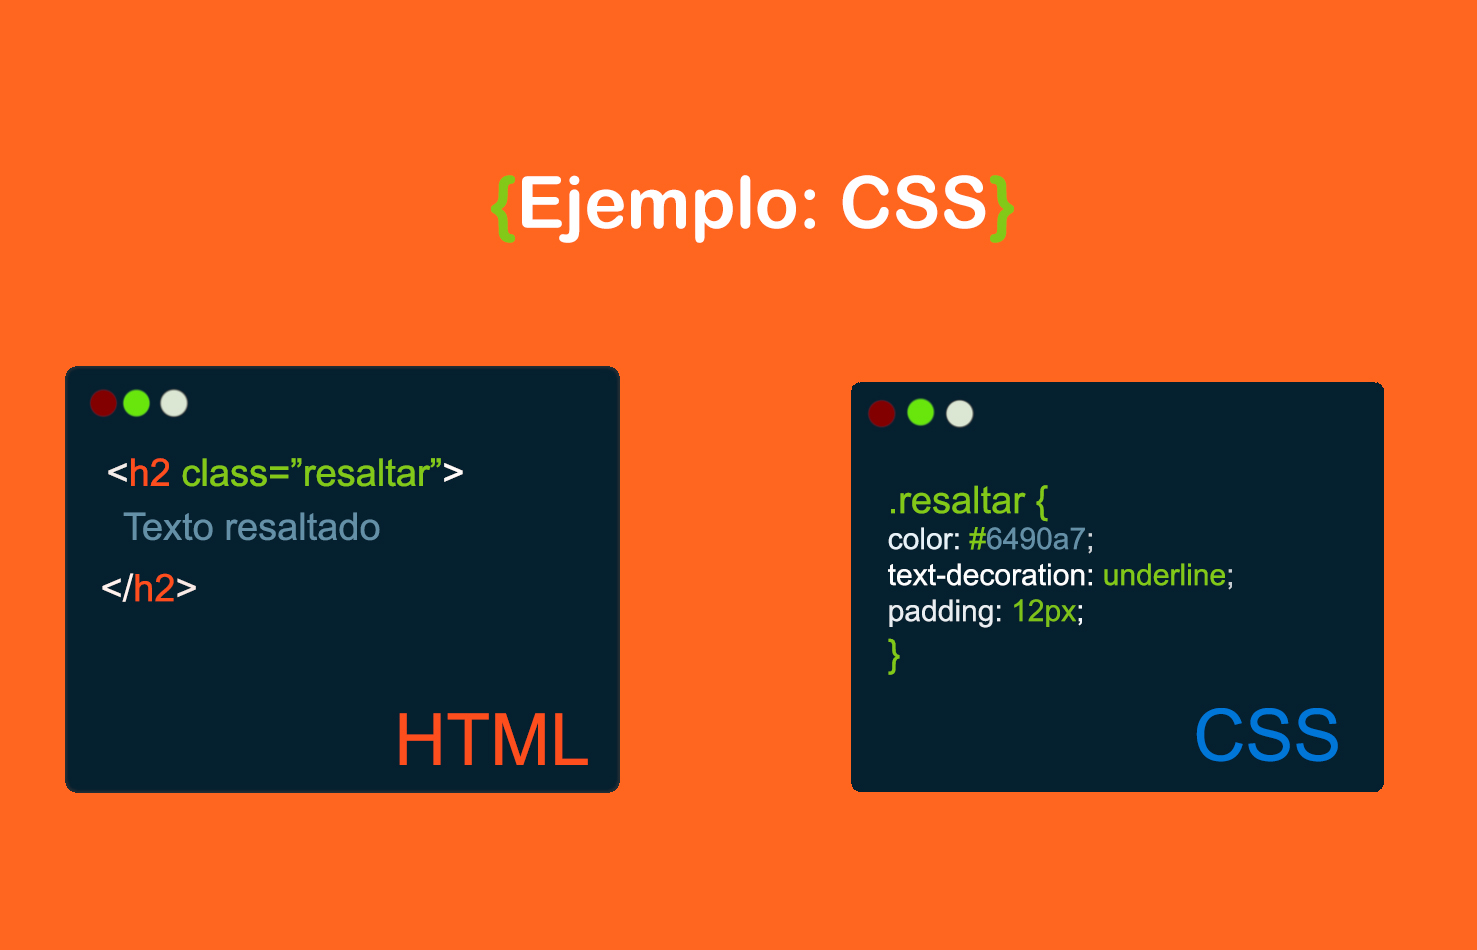 {Ejemplo: CSS}
<h2 class=”resaltar”>
Texto resaltado
</h2>
HTML
.resaltar {
color: #6490a7;
text-decoration: underline;
padding: 12px;
}
CSS